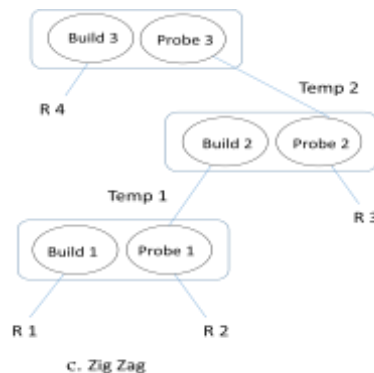 Build 3 Probe 3
R 4
Temp 2
Build 2 Probe 2
Temp 1
R 3
Build 1 Probe 1
R 1 R 2
c. Zig Zag